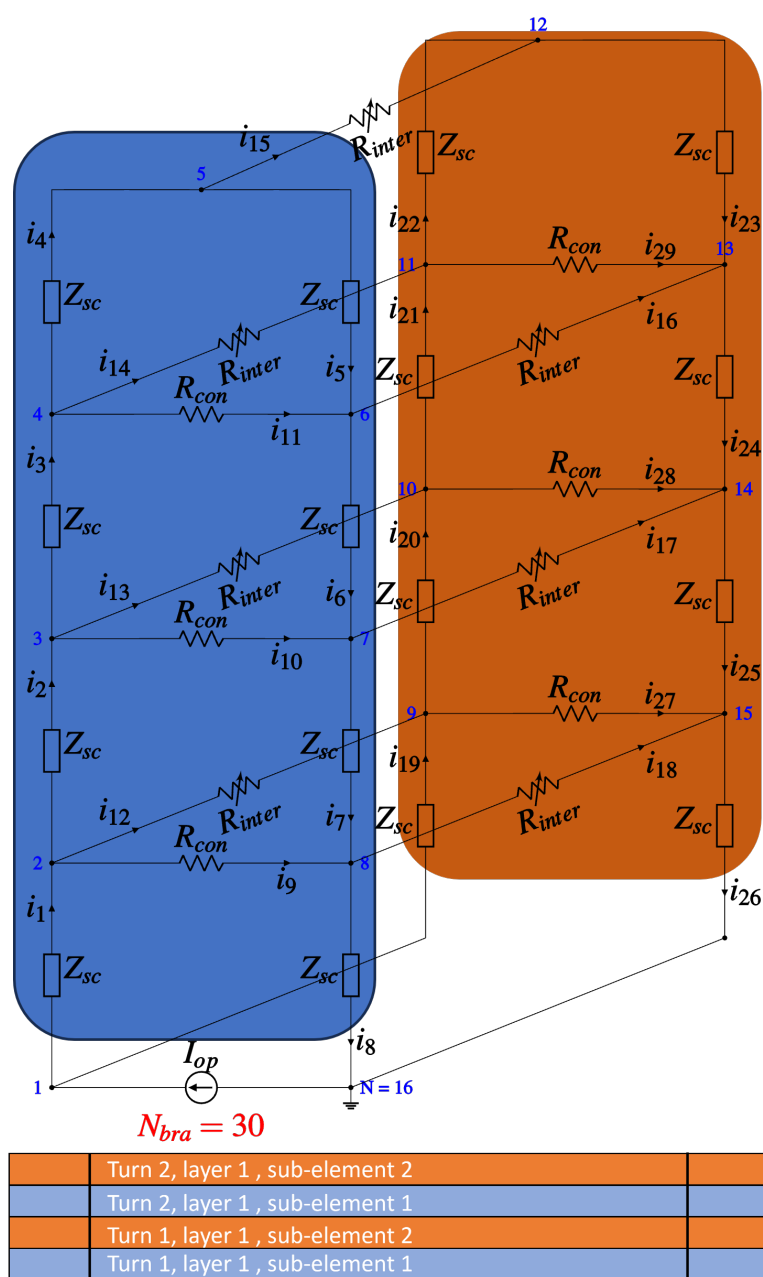 12
i15
Rinter
Zsc
Zsc
5
i4
i22
i23
Rcon
i29
13
11
Zsc
Zsc
i21
i16
i14
Rinter
i5
Zsc
Rinter
Zsc
Rcon
4
6
i11
i3
i24
Rcon
i28
10
14
Zsc
Zsc
i20
i17
i13
Rinter
i6
Zsc
Rinter
Zsc
Rcon
3
7
i10
i2
i25
Rcon
i27
9
15
Zsc
Zsc
i19
i18
i12
Rinter
i7
Zsc
Rinter
Zsc
Rcon
2
8
i9
i1
i26
Zsc
Zsc
Iop
i8
1
N = 16
Nbra = 30
Turn 2, layer 1 , sub-element 2
Turn 2, layer 1 , sub-element 1
Turn 1, layer 1 , sub-element 2
Turn 1, layer 1 , sub-element 1